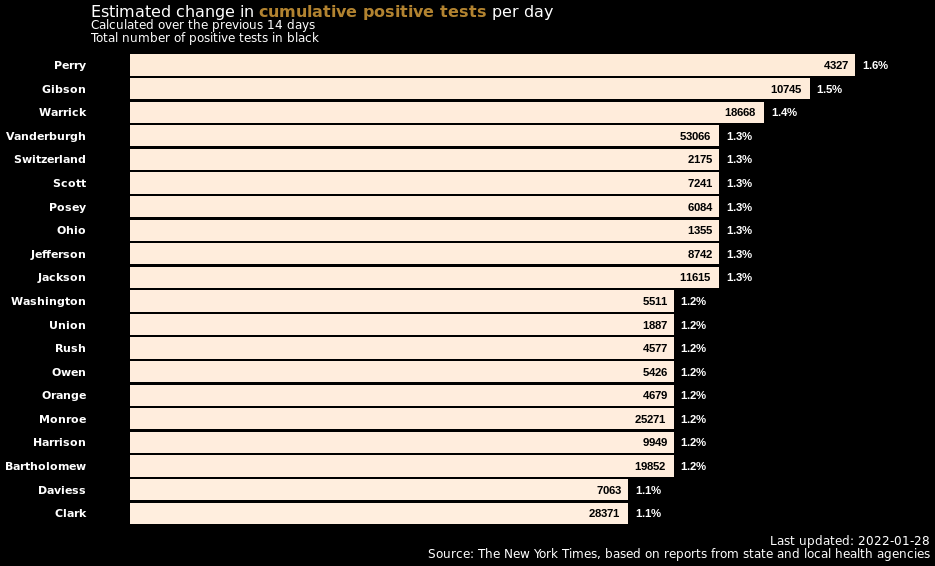 Estimated change in cumulative positive tests per day
Calculated over the previous 14 days
Total number of positive tests in black
Perry 4327 1.6%
Gibson 10745 1.5%
Warrick 18668 1.4%
Vanderburgh 53066 1.3%
Switzerland 2175 1.3%
Scott 7241 1.3%
Posey 6084 1.3%
Ohio 1355 1.3%
Jefferson 8742 1.3%
Jackson 11615 1.3%
Washington 5511 1.2%
Union 1887 1.2%
Rush 4577 1.2%
Owen 5426 1.2%
Orange 4679 1.2%
Monroe 25271 1.2%
Harrison 9949 1.2%
Bartholomew 19852 1.2%
Daviess 7063 1.1%
Clark 28371 1.1%
Last updated: 2022-01-28
Source: The New York Times, based on reports from state and local health agencies